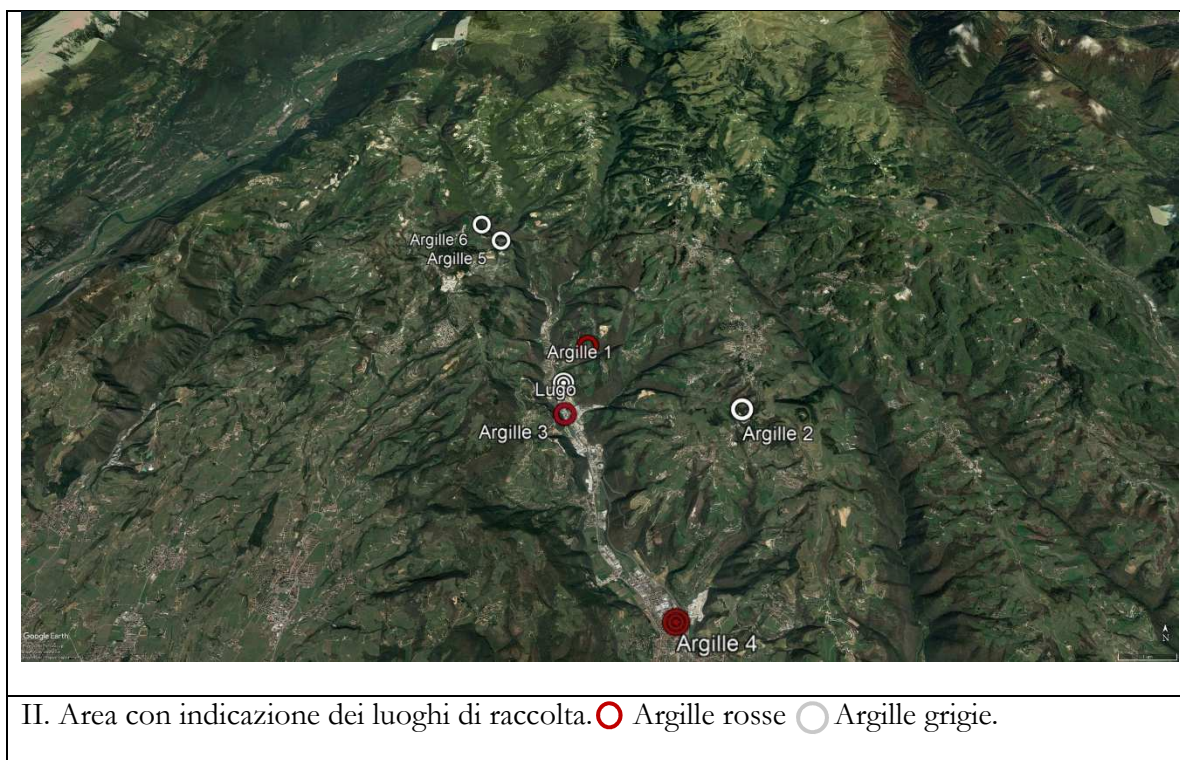 Argille 6
Argille 5
Argille 1
Lugo
Argille 3
Argille 2
Argille 4
Google Earth
N
II. Area con indicazione dei luoghi di raccolta. Argille rosse Argille grigie.